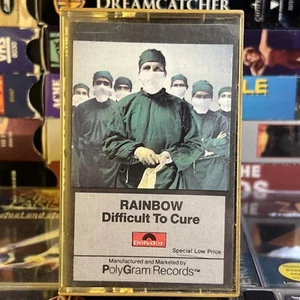 DREAMCATCHER
RAINBOW
Difficult To Cure
Polydor
Special Low Price
Manufactured and Marketed by
PolyGram Records™